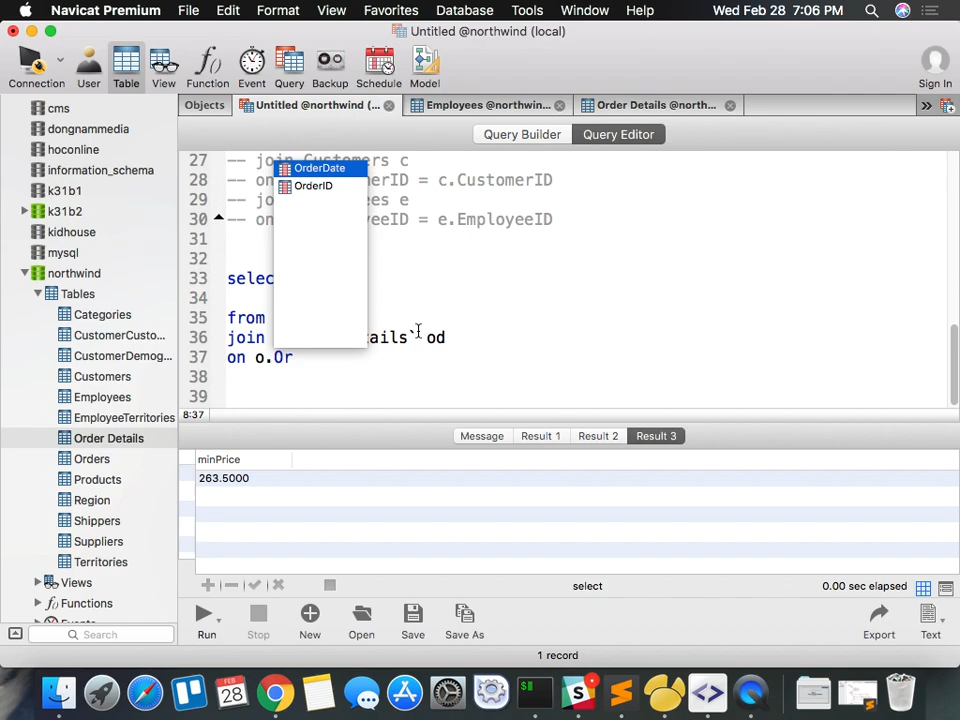 Navicat Premium File Edit Format View Favorites Database Tools Window Help Wed Feb 28 7:06 PM
Untitled @northwind (local)
Connection User Table View Function Event Query Backup Schedule Model Sign In
Objects Untitled @northwind (... Employees @northwin... Order Details @north...
Query Builder Query Editor
cms
dongnammedia
hoconline
information_schema
k31b1
k31b2
kidhouse
mysql
northwind
Tables
Categories
CustomerCusto...
CustomerDemog...
Customers
Employees
EmployeeTerritories
Order Details
Orders
Products
Region
Shippers
Suppliers
Territories
Views
Functions
Search
27 -- join Customers c
28 -- on erID = c.CustomerID
29 -- jo ees e
30 -- on eeID = e.EmployeeID
31
32
33 selec
34
35 from
36 join ails` od
37 on o.Or
38
39
OrderDate
OrderID
8:37
Message Result 1 Result 2 Result 3
minPrice
263.5000
select 0.00 sec elapsed
Run Stop New Open Save Save As Export Text
1 record
FEB
28